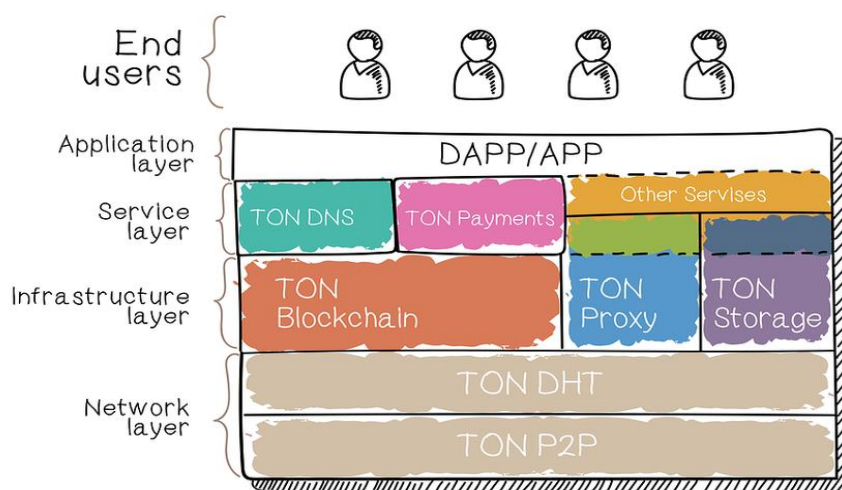 End
users
Application
layer
DAPP/APP
Service
layer
TON DNS
TON Payments
Other Servises
Infrastructure
layer
TON
Blockchain
TON
Proxy
TON
Storage
Network
layer
TON DHT
TON P2P